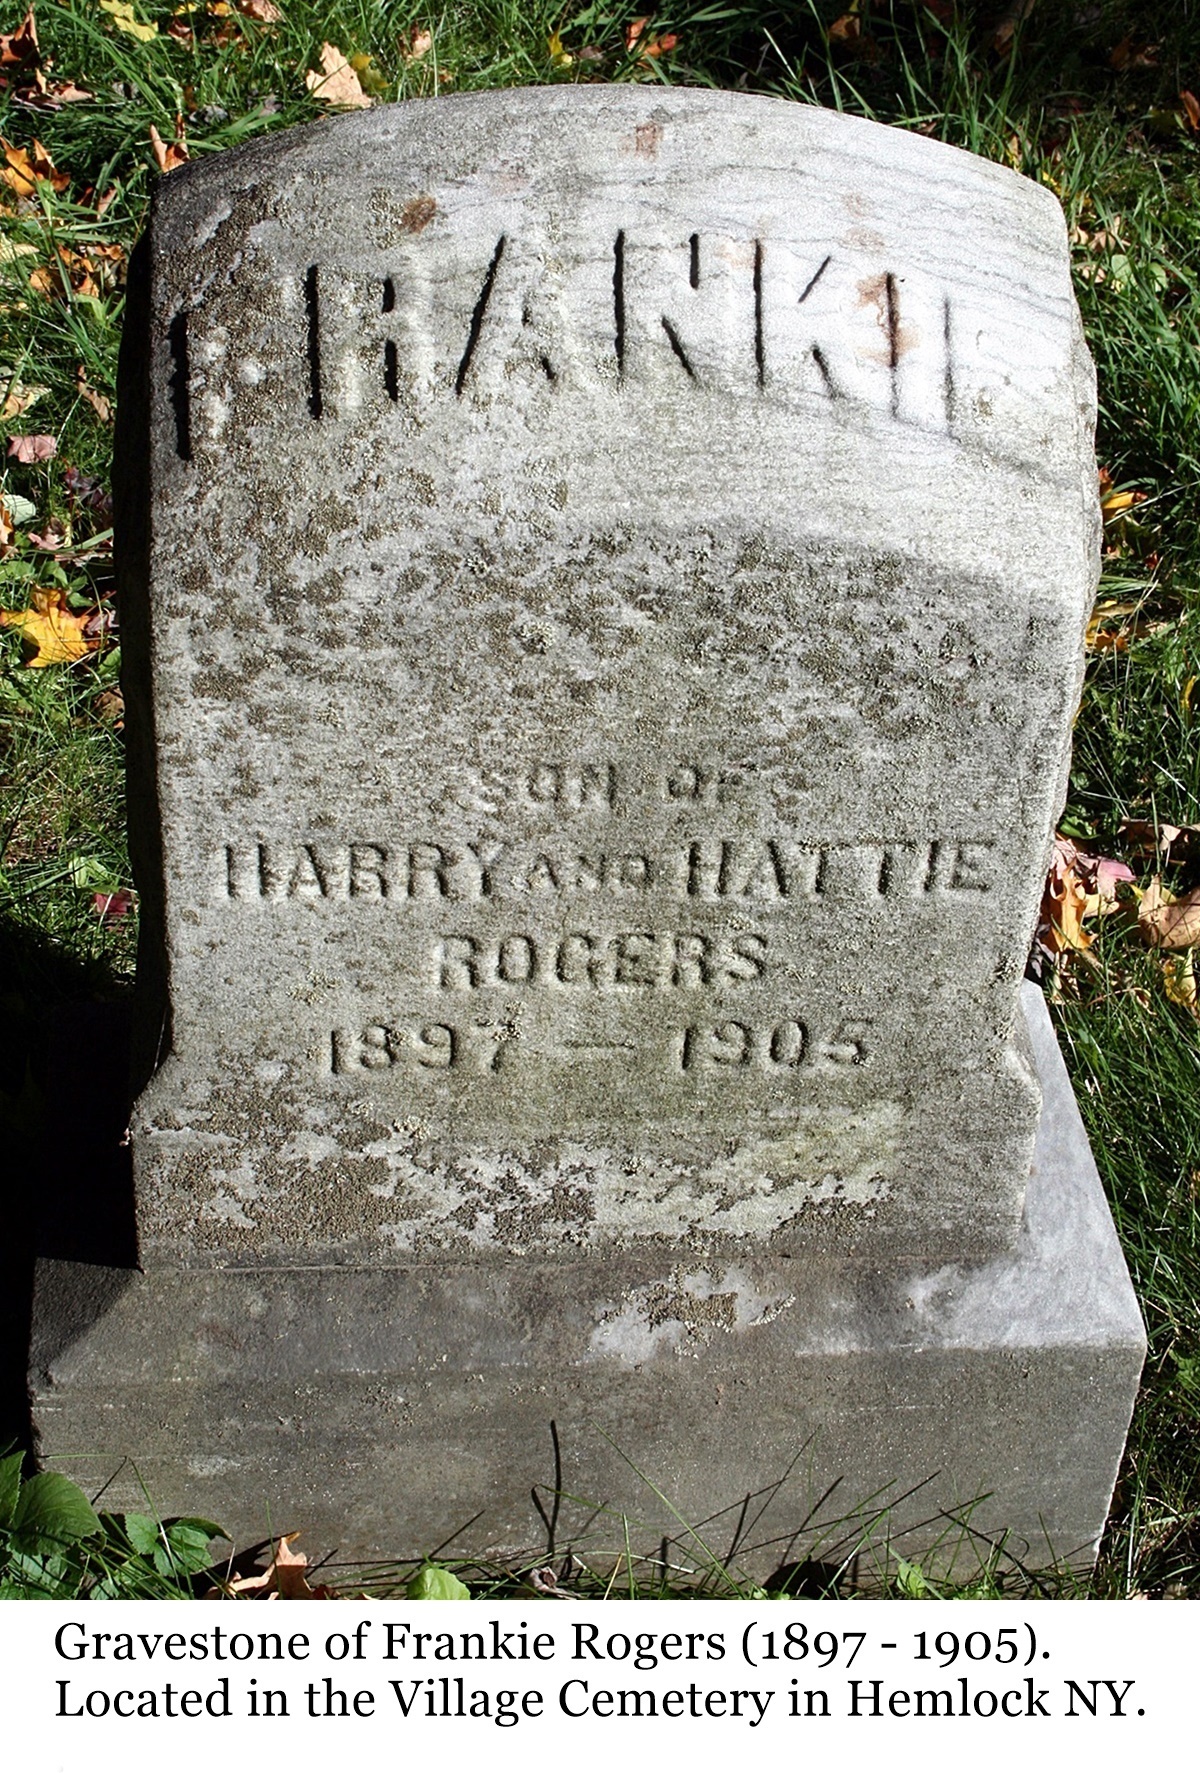 FRANKIE
SON OF
HARRY AND HATTIE
ROGERS
1897 — 1905
Gravestone of Frankie Rogers (1897 - 1905).
Located in the Village Cemetery in Hemlock NY.